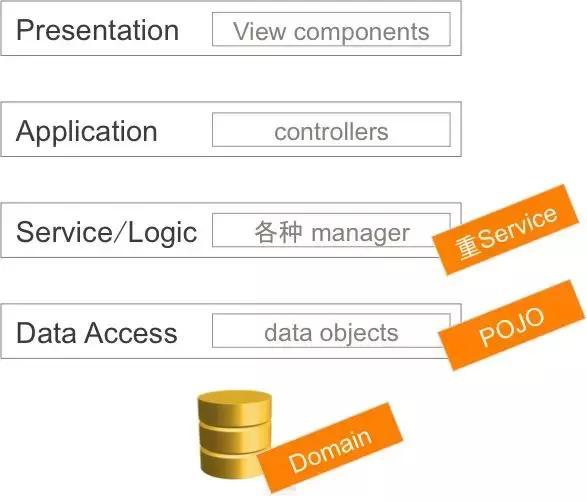 Presentation View components
Application controllers
Service/Logic 各种 manager
重Service
Data Access data objects
POJO
Domain